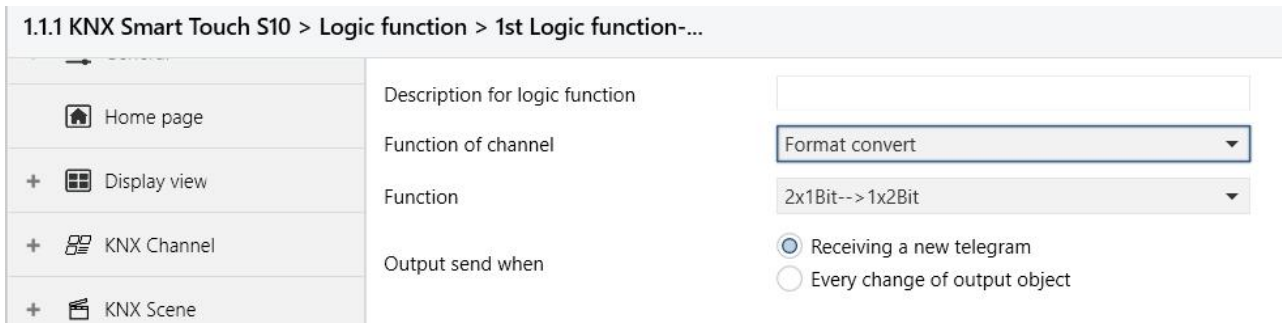 1.1.1 KNX Smart Touch S10 > Logic function > 1st Logic function-...
Home page
+ Display view
+ KNX Channel
+ KNX Scene
Description for logic function
Function of channel
Format convert
Function
2x1Bit-->1x2Bit
Output send when
Receiving a new telegram
Every change of output object